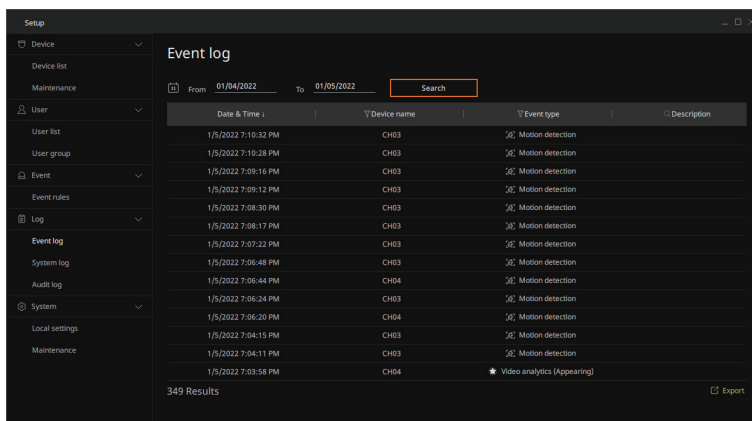 Setup
Device
Device list
Maintenance
User
User list
User group
Event
Event rules
Log
Event log
System log
Audit log
System
Local settings
Maintenance
Event log
31 From 01/04/2022 To 01/05/2022 Search
Date & Time ↓ Device name Event type Description
1/5/2022 7:10:32 PM CH03 Motion detection
1/5/2022 7:10:28 PM CH03 Motion detection
1/5/2022 7:09:16 PM CH03 Motion detection
1/5/2022 7:09:12 PM CH03 Motion detection
1/5/2022 7:08:30 PM CH03 Motion detection
1/5/2022 7:08:17 PM CH03 Motion detection
1/5/2022 7:07:22 PM CH03 Motion detection
1/5/2022 7:06:48 PM CH03 Motion detection
1/5/2022 7:06:44 PM CH04 Motion detection
1/5/2022 7:06:24 PM CH03 Motion detection
1/5/2022 7:06:20 PM CH04 Motion detection
1/5/2022 7:04:15 PM CH03 Motion detection
1/5/2022 7:04:11 PM CH03 Motion detection
1/5/2022 7:03:58 PM CH04 Video analytics (Appearing)
349 Results Export